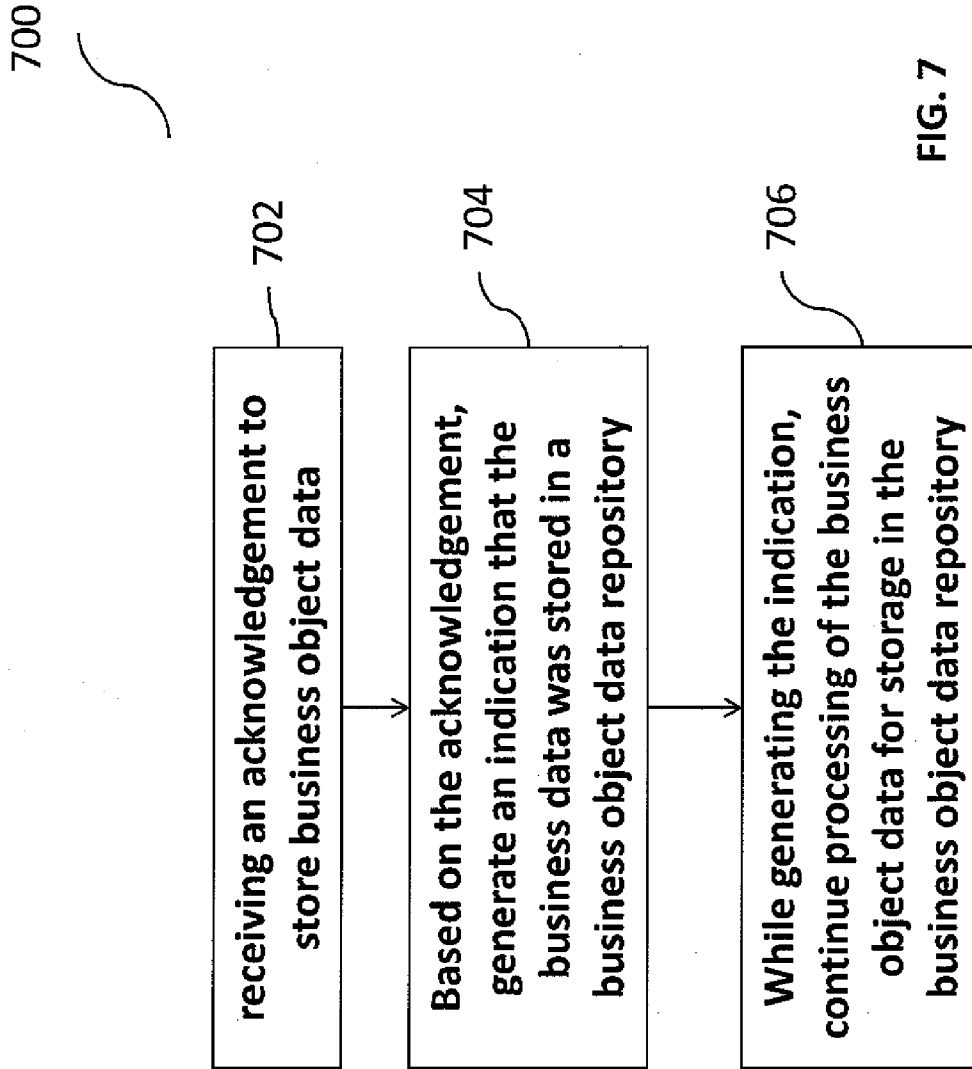 700
receiving an acknowledgement to
store business object data
702
Based on the acknowledgement,
generate an indication that the
business data was stored in a
business object data repository
704
While generating the indication,
continue processing of the business
object data for storage in the
business object data repository
706
FIG. 7